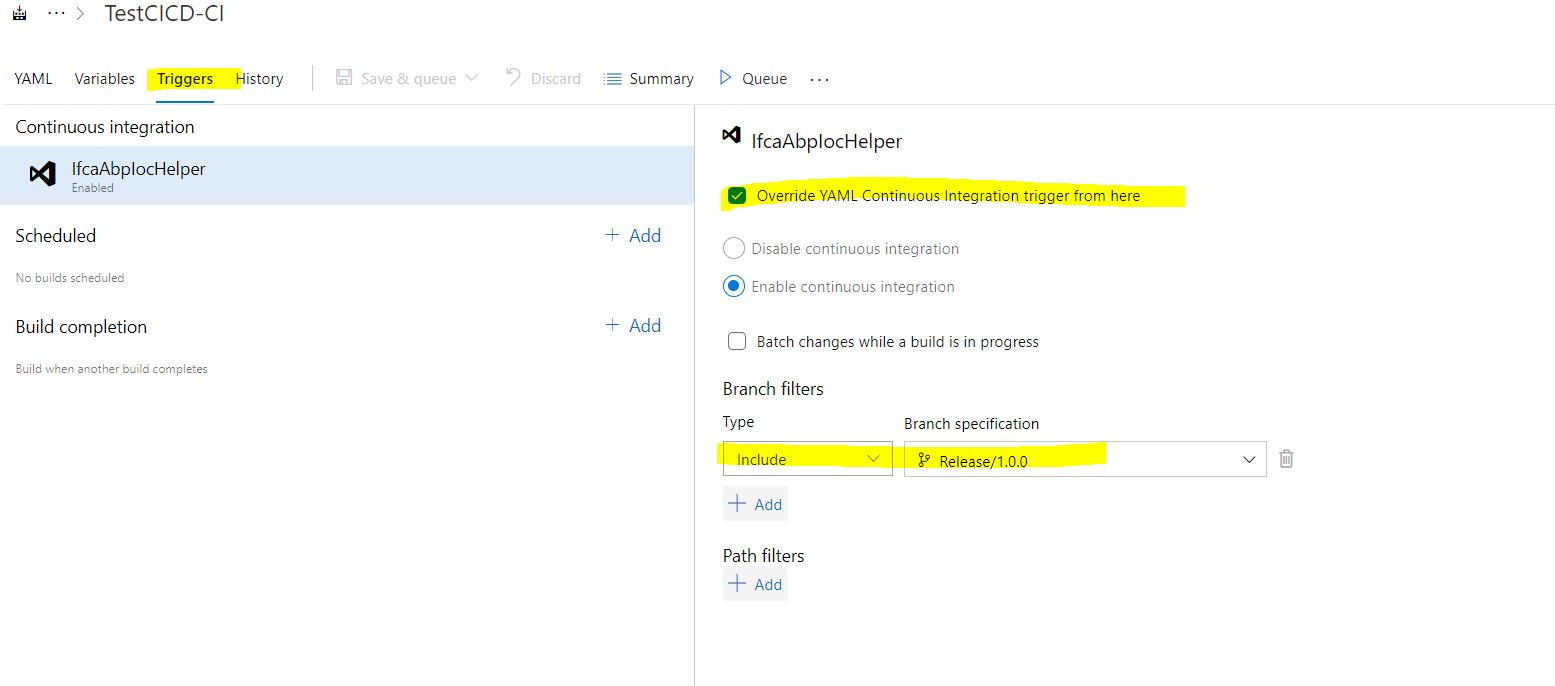 ··· > TestCICD-CI
YAML Variables Triggers History Save & queue Discard Summary Queue ···
Continuous integration
IfcaAbpIocHelper
Enabled
Scheduled + Add
No builds scheduled
Build completion + Add
Build when another build completes
IfcaAbpIocHelper
Override YAML Continuous Integration trigger from here
Disable continuous integration
Enable continuous integration
Batch changes while a build is in progress
Branch filters
Type Branch specification
Include Release/1.0.0
+ Add
Path filters
+ Add